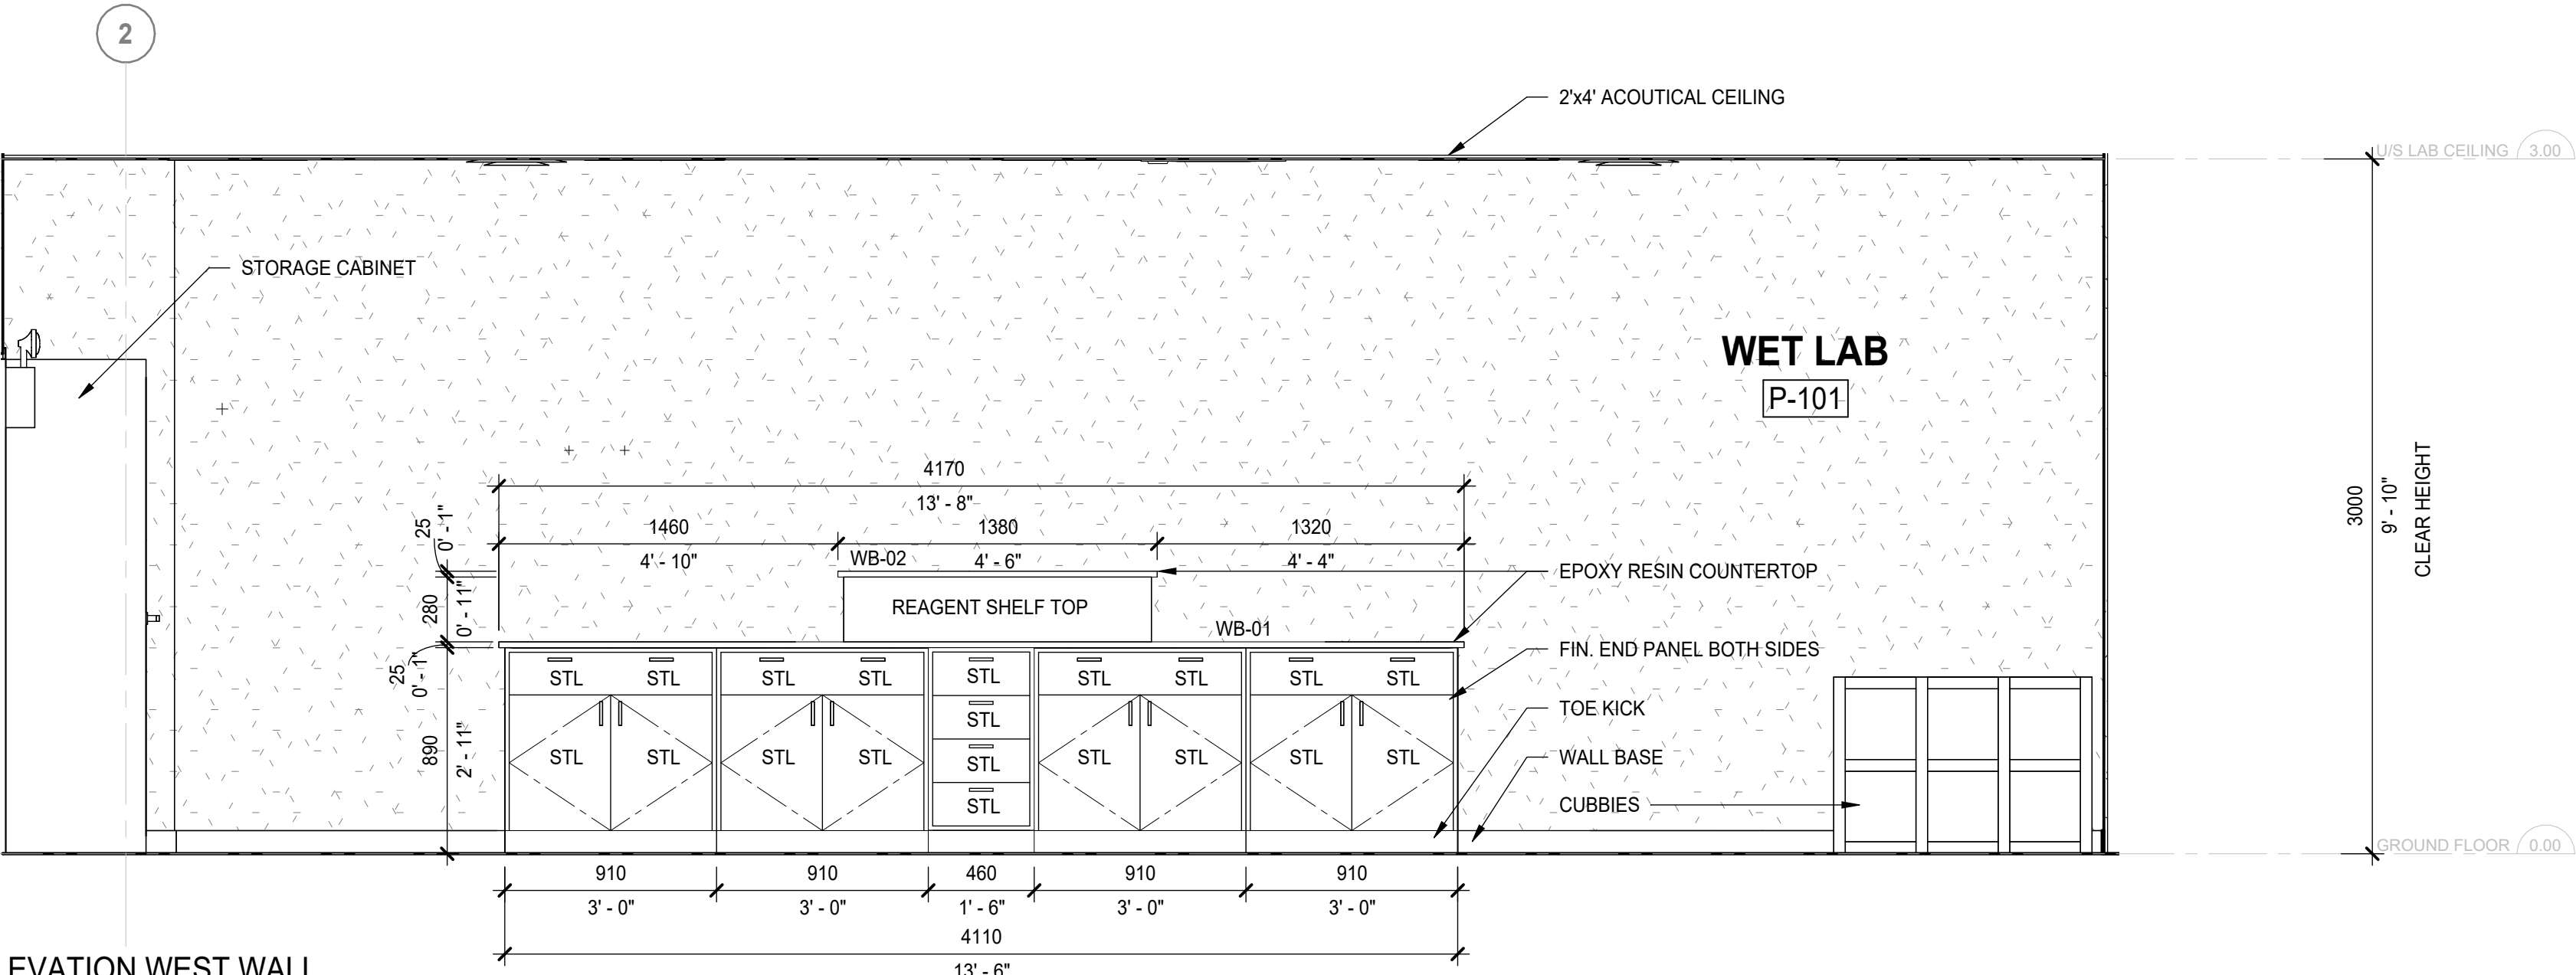 2
2'x4' ACOUTICAL CEILING
U/S LAB CEILING 3.00
STORAGE CABINET
WET LAB
P-101
3000
9' - 10"
CLEAR HEIGHT
4170
13' - 8"
1460 1380 1320
4' - 10" 4' - 6" 4' - 4"
WB-02
25
0' - 1"
EPOXY RESIN COUNTERTOP
280
0' - 11"
REAGENT SHELF TOP
WB-01
FIN. END PANEL BOTH SIDES
25
0' - 1"
STL STL STL STL STL STL STL STL STL
STL
TOE KICK
890
2' - 11"
STL STL STL STL STL STL STL STL STL
WALL BASE
STL
CUBBIES
GROUND FLOOR 0.00
910 910 460 910 910
3' - 0" 3' - 0" 1' - 6" 3' - 0" 3' - 0"
4110
13' - 6"
EVATION WEST WALL